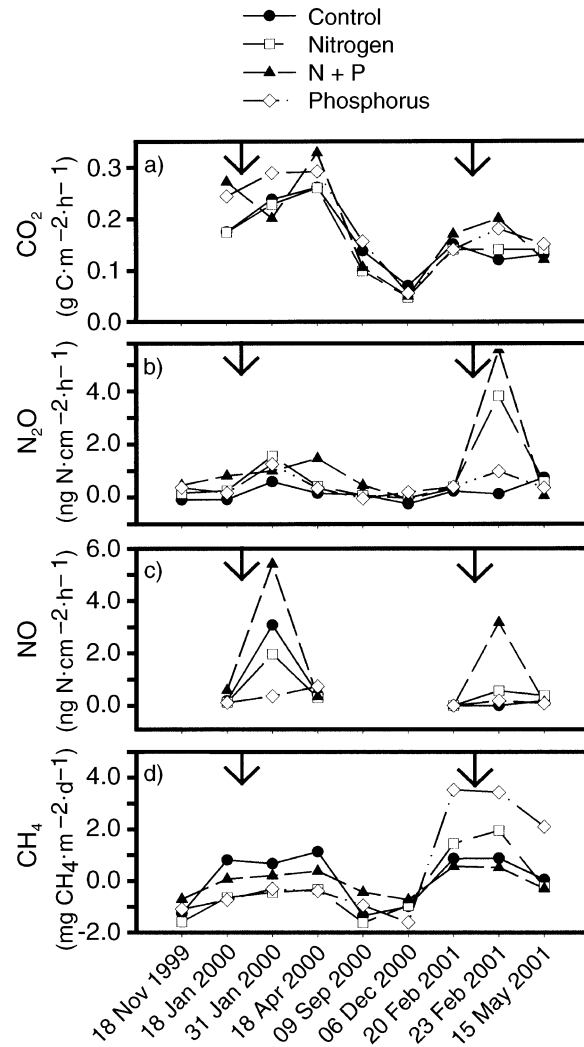 Control
Nitrogen
N + P
Phosphorus
a)
CO2
(g C·m−2·h−1)
0.3
0.2
0.1
0.0
b)
N2O
(ng N·cm−2·h−1)
4.0
2.0
0.0
c)
NO
(ng N·cm−2·h−1)
6.0
4.0
2.0
0.0
d)
CH4
(mg CH4·m−2·d−1)
4.0
2.0
0.0
-2.0
18 Nov 1999
18 Jan 2000
31 Jan 2000
18 Apr 2000
09 Sep 2000
06 Dec 2000
20 Feb 2001
23 Feb 2001
15 May 2001